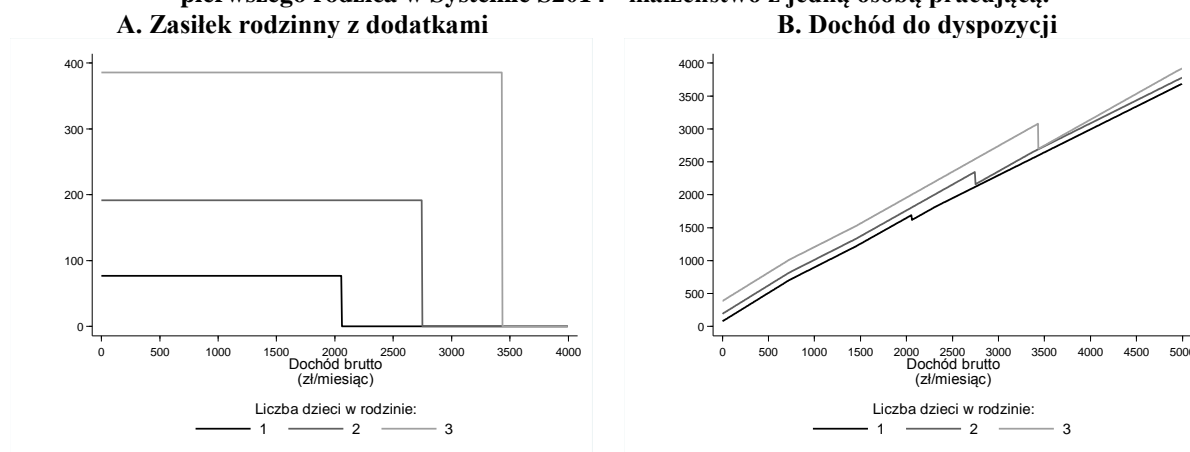 pierwszego rodzica w Systemie S2014 - małżeństwo z jedną osobą pracującą.
A. Zasiłek rodzinny z dodatkami
B. Dochód do dyspozycji
400
300
200
100
0
0 500 1000 1500 2000 2500 3000 3500 4000
Dochód brutto
(zł/miesiąc)
Liczba dzieci w rodzinie:
1 2 3
4000
3500
3000
2500
2000
1500
1000
500
0
0 500 1000 1500 2000 2500 3000 3500 4000 4500 5000
Dochód brutto
(zł/miesiąc)
Liczba dzieci w rodzinie:
1 2 3